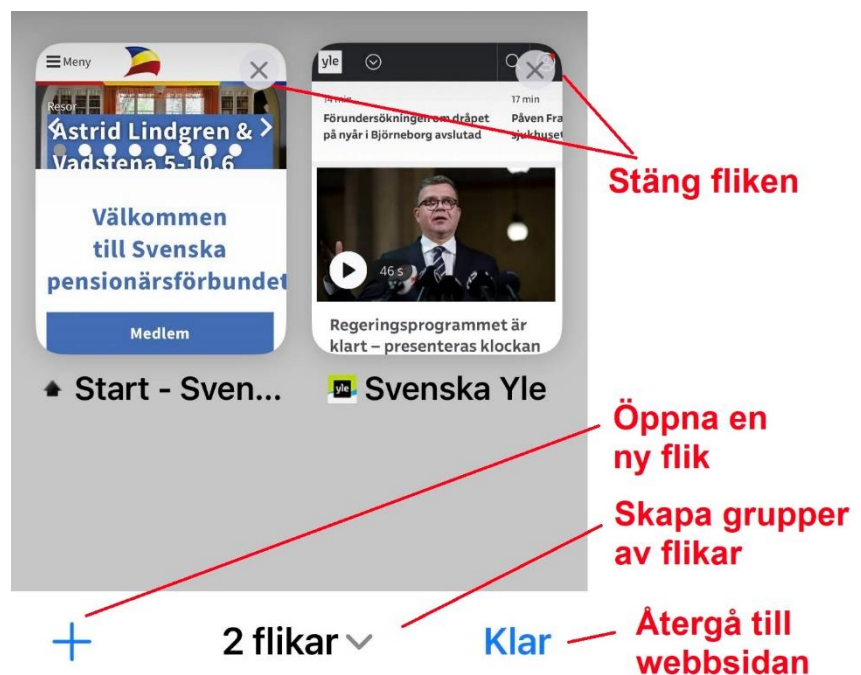 Meny
Resor
Astrid Lindgren &
Vadstena 5-10.6
Välkommen
till Svenska
pensionärsförbundet
Medlem
Start - Sven...
yle
14 min
Förundersökningen om dråpet
på nyår i Björneborg avslutad
17 min
Påven Fra
sjukhuset
46 s
Regeringsprogrammet är
klart – presenteras klockan
yle
Svenska Yle
Stäng fliken
Öppna en
ny flik
Skapa grupper
av flikar
2 flikar
Klar
Återgå till
webbsidan